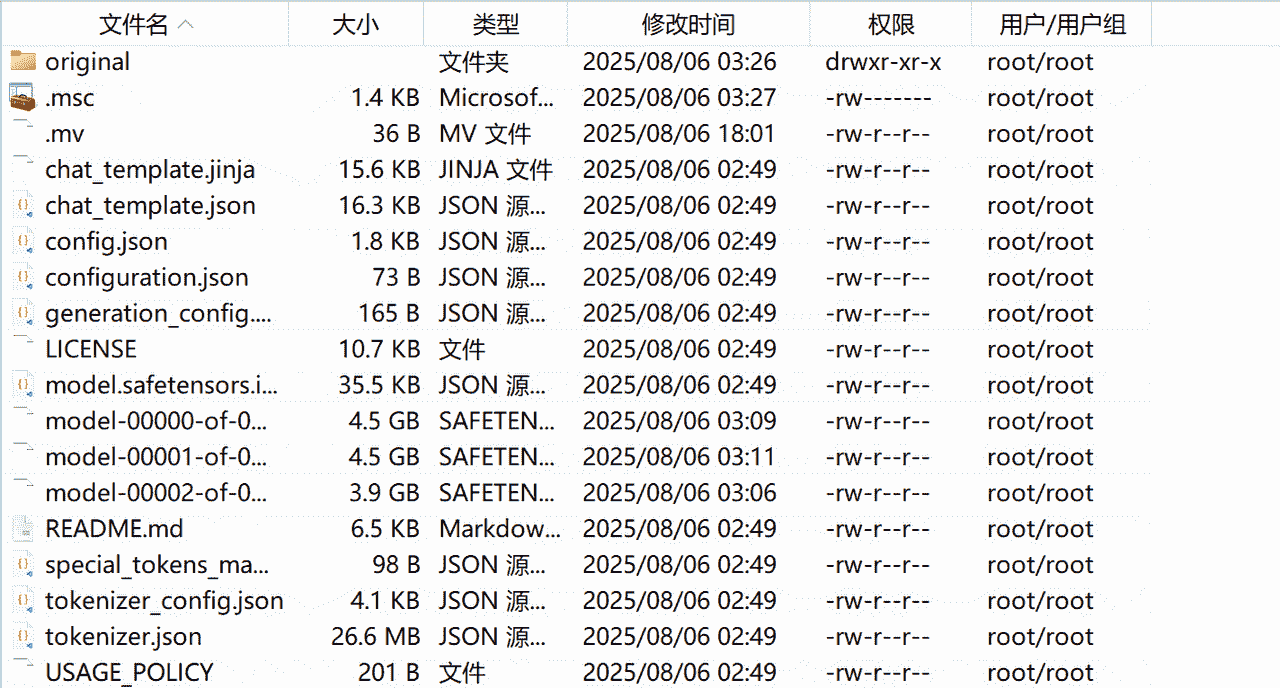 文件名 大小 类型 修改时间 权限 用户/用户组
original 文件夹 2025/08/06 03:26 drwxr-xr-x root/root
.msc 1.4 KB Microsof... 2025/08/06 03:27 -rw------- root/root
.mv 36 B MV 文件 2025/08/06 18:01 -rw-r--r-- root/root
chat_template.jinja 15.6 KB JINJA 文件 2025/08/06 02:49 -rw-r--r-- root/root
chat_template.json 16.3 KB JSON 源... 2025/08/06 02:49 -rw-r--r-- root/root
config.json 1.8 KB JSON 源... 2025/08/06 02:49 -rw-r--r-- root/root
configuration.json 73 B JSON 源... 2025/08/06 02:49 -rw-r--r-- root/root
generation_config.... 165 B JSON 源... 2025/08/06 02:49 -rw-r--r-- root/root
LICENSE 10.7 KB 文件 2025/08/06 02:49 -rw-r--r-- root/root
model.safetensors.i... 35.5 KB JSON 源... 2025/08/06 02:49 -rw-r--r-- root/root
model-00000-of-0... 4.5 GB SAFETEN... 2025/08/06 03:09 -rw-r--r-- root/root
model-00001-of-0... 4.5 GB SAFETEN... 2025/08/06 03:11 -rw-r--r-- root/root
model-00002-of-0... 3.9 GB SAFETEN... 2025/08/06 03:06 -rw-r--r-- root/root
README.md 6.5 KB Markdow... 2025/08/06 02:49 -rw-r--r-- root/root
special_tokens_ma... 98 B JSON 源... 2025/08/06 02:49 -rw-r--r-- root/root
tokenizer_config.json 4.1 KB JSON 源... 2025/08/06 02:49 -rw-r--r-- root/root
tokenizer.json 26.6 MB JSON 源... 2025/08/06 02:49 -rw-r--r-- root/root
USAGE_POLICY 201 B 文件 2025/08/06 02:49 -rw-r--r-- root/root